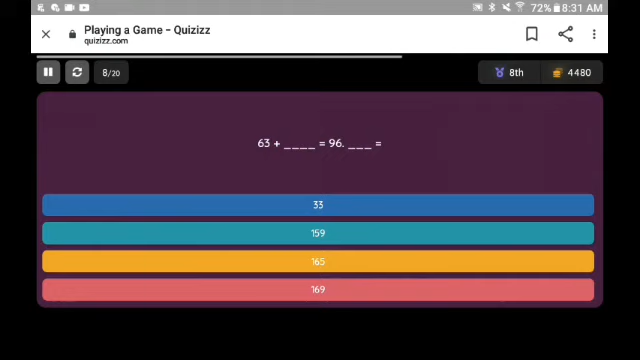 72% 8:31 AM
Playing a Game - Quizizz
quizizz.com
8/20
8th
4480
63 + ____ = 96. ___ =
33
159
165
169